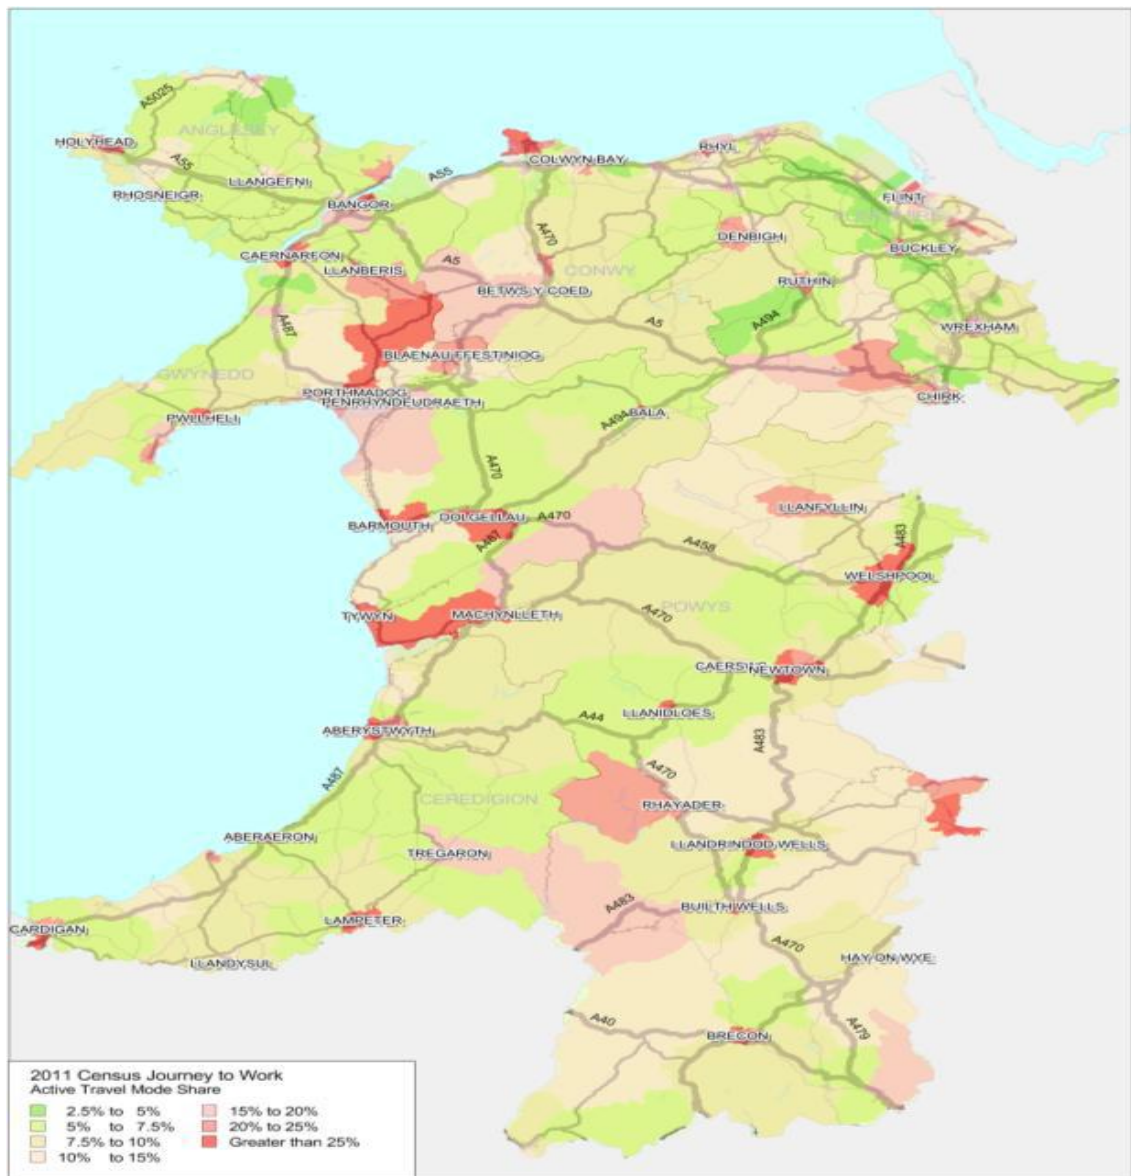 A5025
ANGLESEY
HOLYHEAD
A55
RHOSNEIGR
LLANGEFNI
BANGOR
A55
COLWYN BAY
RHYL
FLINT
DENBIGH
BUCKLEY
A470
CAERNARFON
LLANBERIS
A5
CONWY
BETWS Y COED
RUTHIN
A487
A5
A494
WREXHAM
BLAENAU FFESTINIOG
GWYNEDD
PORTHMADOG
PENRHYNDEUDRAETH
CHIRK
PWLLHELI
A494
BALA
A470
LLANFYLLIN
BARMOUTH
DOLGELLAU
A470
A487
A458
A483
WELSHPOOL
TYWYN
MACHYNLLETH
A470
POWYS
NEWTOWN
LLANIDLOES
ABERYSTWYTH
A44
A483
A487
A470
CEREDIGION
RHAYADER
ABERAERON
TREGARON
LLANDRINDOD WELLS
A483
BUILTH WELLS
CARDIGAN
LAMPETER
LLANDYSUL
A470
HAY ON WYE
A40
BRECON
A479
2011 Census Journey to Work
Active Travel Mode Share
2.5% to 5%
5% to 7.5%
7.5% to 10%
10% to 15%
15% to 20%
20% to 25%
Greater than 25%